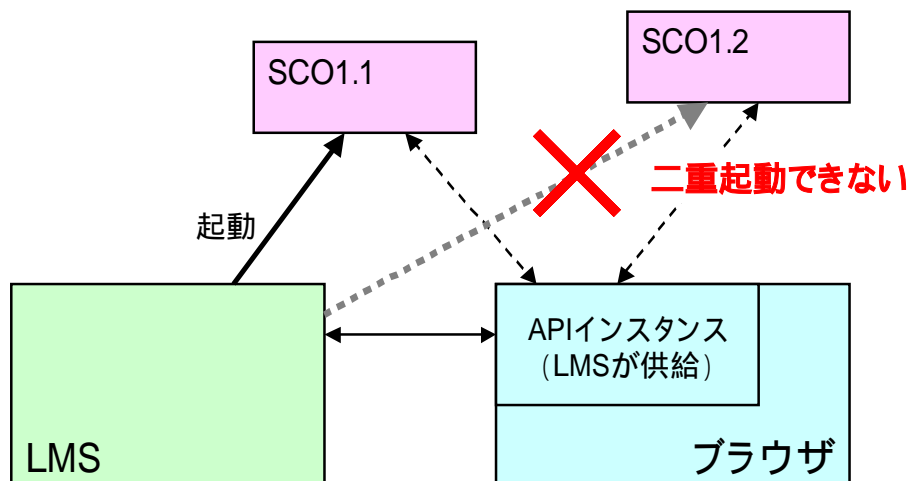 SCO1.1
SCO1.2
二重起動できない
起動
APIインスタンス
(LMSが供給)
LMS
ブラウザ